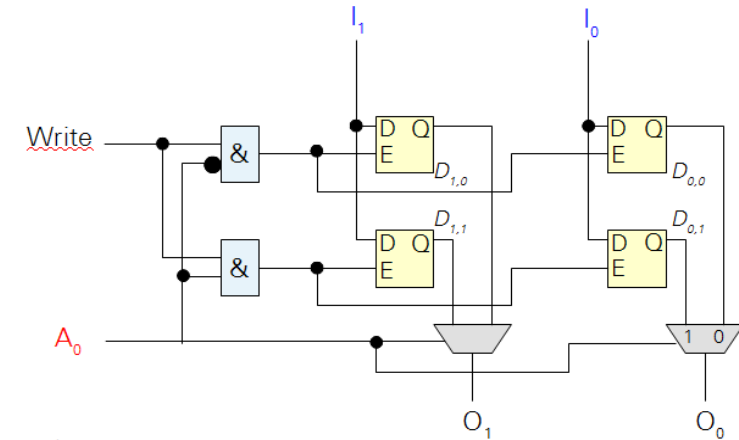 I1 I0
D Q D Q
Write & E E
D1,0 D0,0
D1,1 D0,1
D Q D Q
& E E
A0 1 0
O1 O0